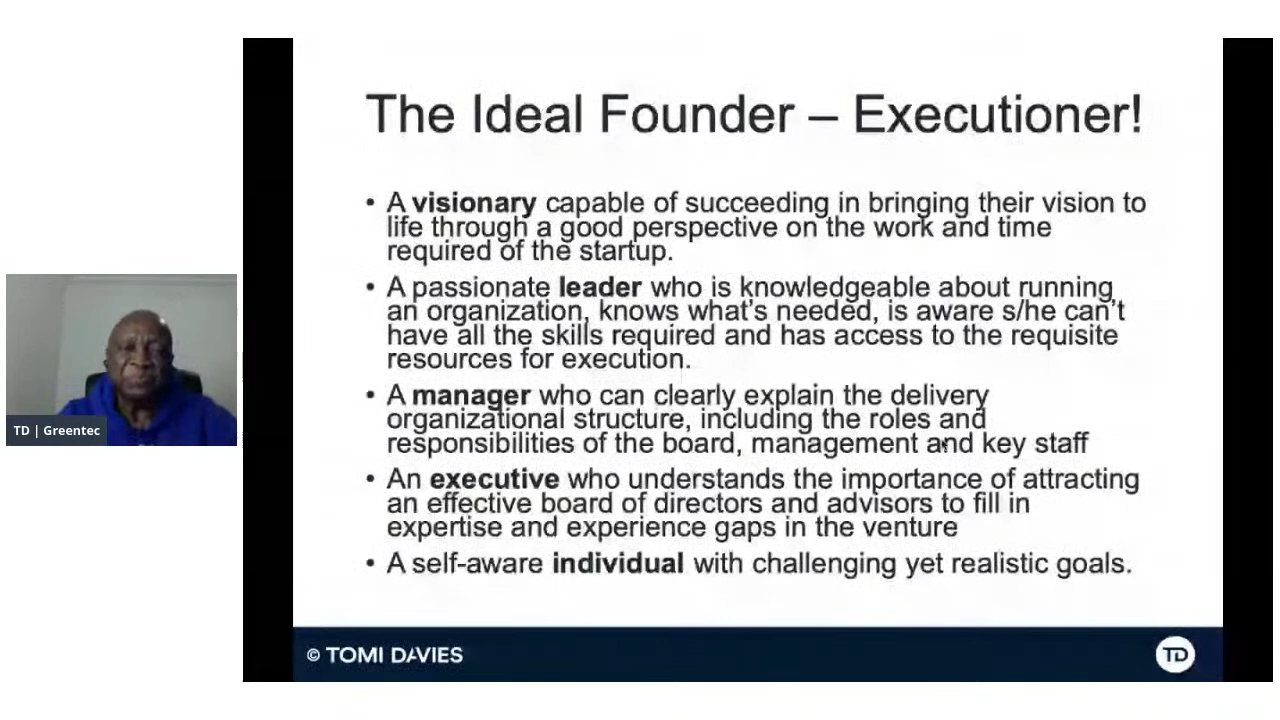 The Ideal Founder – Executioner!
• A visionary capable of succeeding in bringing their vision to
life through a good perspective on the work and time
required of the startup.
• A passionate leader who is knowledgeable about running
an organization, knows what's needed, is aware s/he can't
have all the skills required and has access to the requisite
resources for execution.
• A manager who can clearly explain the delivery
organizational structure, including the roles and
responsibilities of the board, management and key staff
• An executive who understands the importance of attracting
an effective board of directors and advisors to fill in
expertise and experience gaps in the venture
• A self-aware individual with challenging yet realistic goals.
TD | Greentec
© TOMI DAVIES
TD